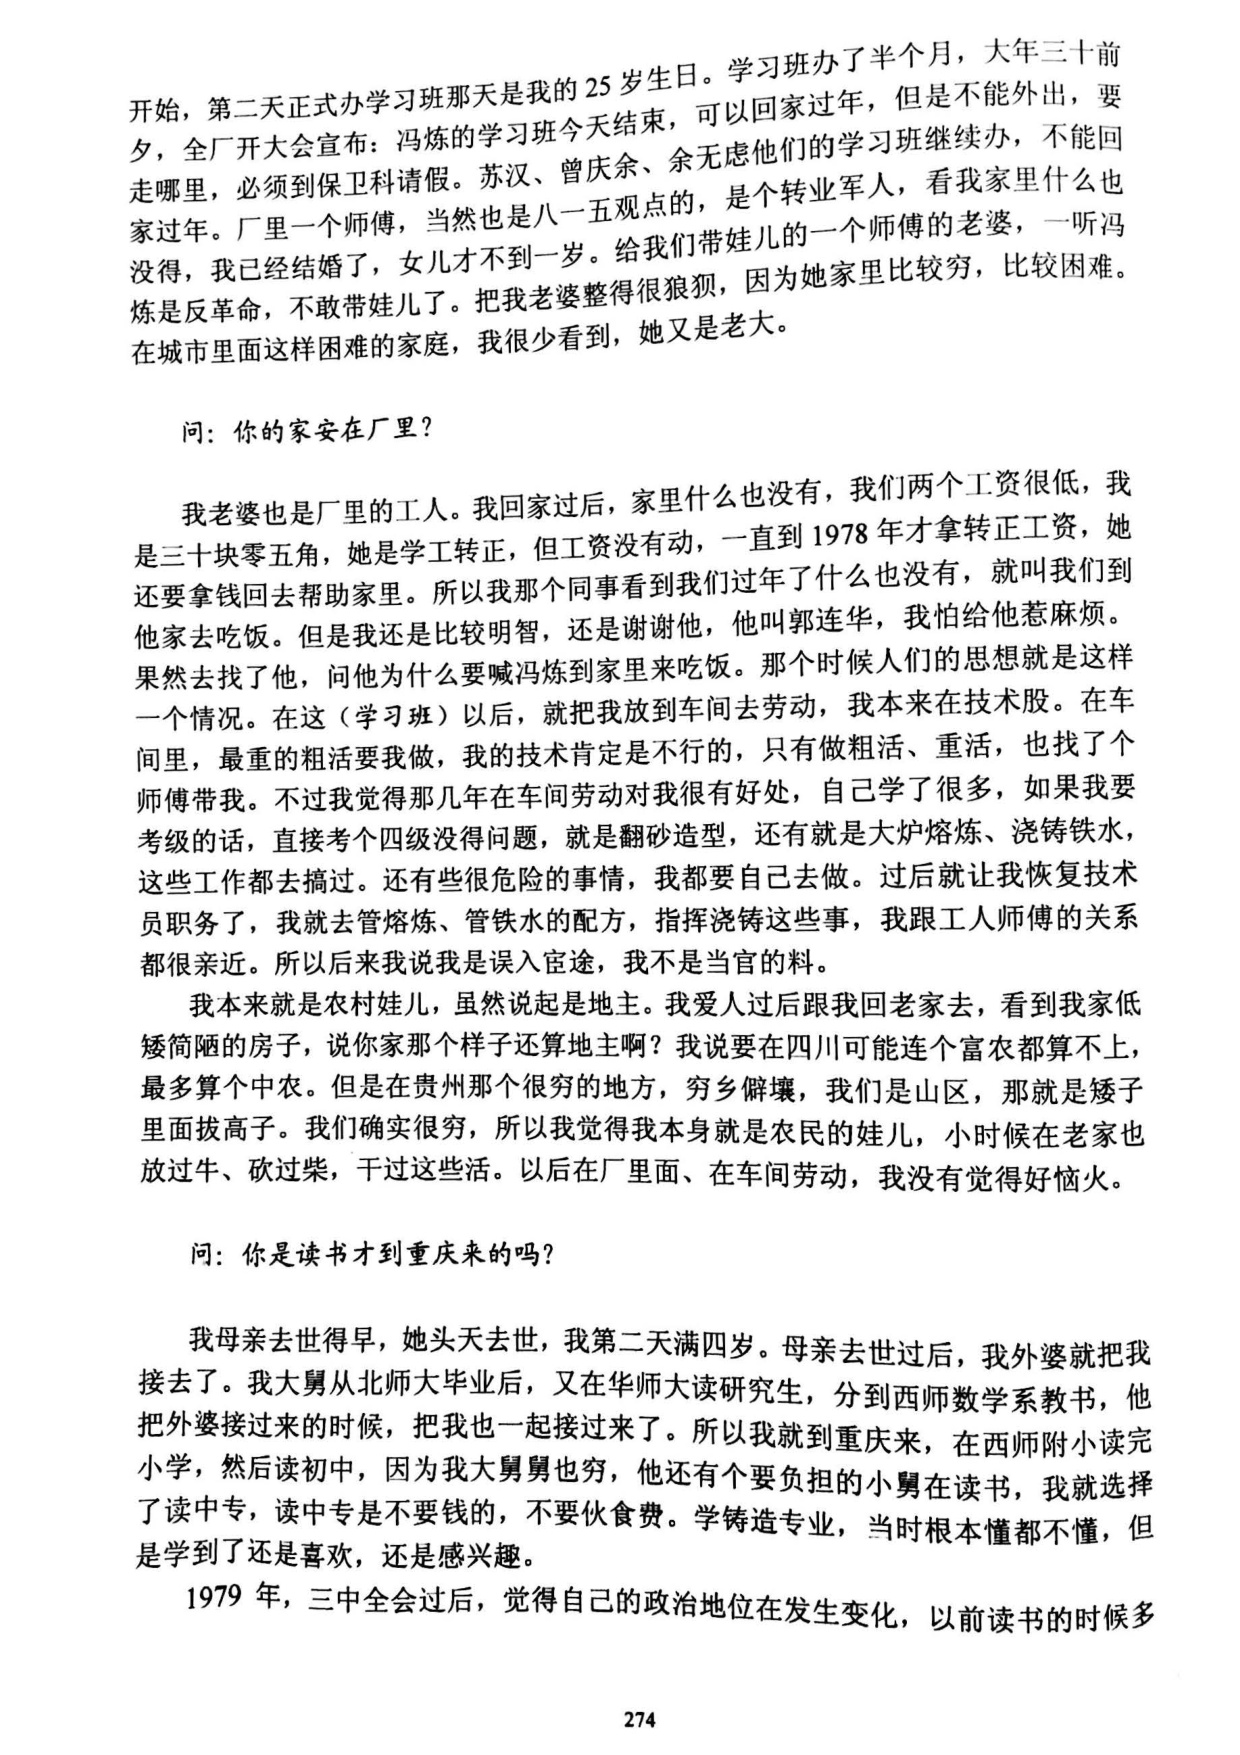 开始，第二天正式办学习班那天是我的 25 岁生日。学习班办了半个月，大年三十前
夕，全厂开大会宣布：冯炼的学习班今天结束，可以回家过年，但是不能外出，要
走哪里，必须到保卫科请假。苏汉、曾庆余、余无虑他们的学习班继续办，不能回
家过年。厂里一个师傅，当然也是八一五观点的，是个转业军人，看我家里什么也
没得，我已经结婚了，女儿才不到一岁。给我们带娃儿的一个师傅的老婆，一听冯
炼是反革命，不敢带娃儿了。把我老婆整得很狼狈，因为她家里比较穷，比较困难。
在城市里面这样困难的家庭，我很少看到，她又是老大。
问：你的家安在厂里？
我老婆也是厂里的工人。我回家过后，家里什么也没有，我们两个工资很低，我
是三十块零五角，她是学工转正，但工资没有动，一直到 1978 年才拿转正工资，她
还要拿钱回去帮助家里。所以我那个同事看到我们过年了什么也没有，就叫我们到
他家去吃饭。但是我还是比较明智，还是谢谢他，他叫郭连华，我怕给他惹麻烦。
果然去找了他，问他为什么要喊冯炼到家里来吃饭。那个时候人们的思想就是这样
一个情况。在这（学习班）以后，就把我放到车间去劳动，我本来在技术股。在车
间里，最重的粗活要我做，我的技术肯定是不行的，只有做粗活、重活，也找了个
师傅带我。不过我觉得那几年在车间劳动对我很有好处，自己学了很多，如果我要
考级的话，直接考个四级没得问题，就是翻砂造型，还有就是大炉熔炼、浇铸铁水，
这些工作都去搞过。还有些很危险的事情，我都要自己去做。过后就让我恢复技术
员职务了，我就去管熔炼、管铁水的配方，指挥浇铸这些事，我跟工人师傅的关系
都很亲近。所以后来我说我是误入宦途，我不是当官的料。
我本来就是农村娃儿，虽然说起是地主。我爱人过后跟我回老家去，看到我家低
矮简陋的房子，说你家那个样子还算地主啊？我说要在四川可能连个富农都算不上，
最多算个中农。但是在贵州那个很穷的地方，穷乡僻壤，我们是山区，那就是矮子
里面拔高子。我们确实很穷，所以我觉得我本身就是农民的娃儿，小时候在老家也
放过牛、砍过柴，干过这些活。以后在厂里面、在车间劳动，我没有觉得好恼火。
问：你是读书才到重庆来的吗？
我母亲去世得早，她头天去世，我第二天满四岁。母亲去世过后，我外婆就把我
接去了。我大舅从北师大毕业后，又在华师大读研究生，分到西师数学系教书，他
把外婆接过来的时候，把我也一起接过来了。所以我就到重庆来，在西师附小读完
小学，然后读初中，因为我大舅舅也穷，他还有个要负担的小舅在读书，我就选择
了读中专，读中专是不要钱的，不要伙食费。学铸造专业，当时根本懂都不懂，但
是学到了还是喜欢，还是感兴趣。
1979 年，三中全会过后，觉得自己的政治地位在发生变化，以前读书的时候多
274